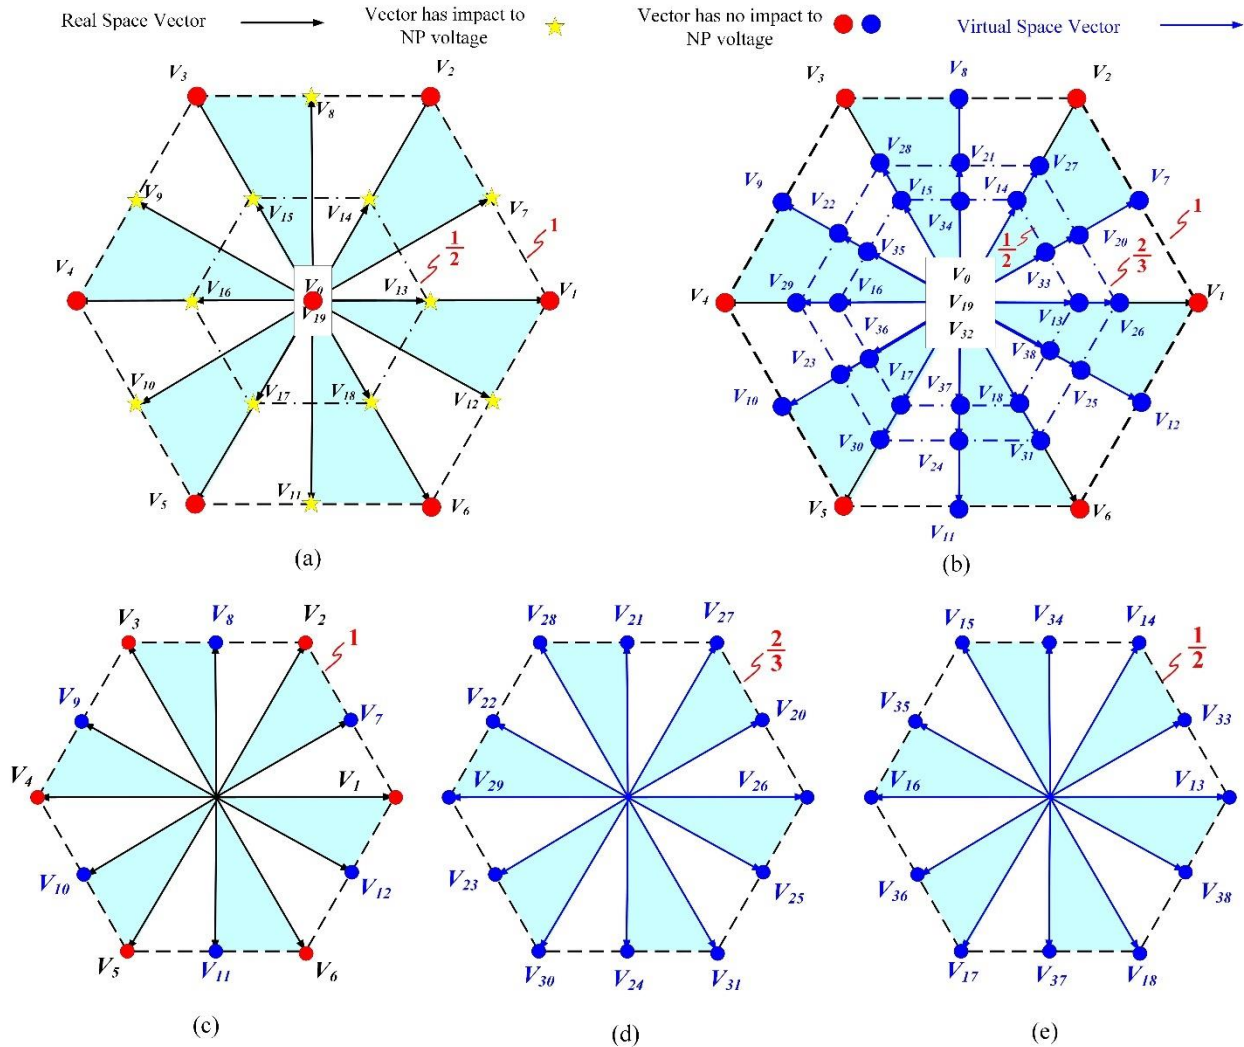 Real Space Vector
Vector has impact to
NP voltage
Vector has no impact to
NP voltage
Virtual Space Vector
V3
V2
V8
V9
V15
V14
V7
1
1/2
V4
V16
V0
V19
V13
V1
V10
V17
V18
V12
V5
V11
V6
(a)
V8
V3
V2
V28
V21
V27
V9
V15
V14
V7
V22
V34
1
V35
1/2
V20
2/3
V33
V4
V29
V16
V0
V19
V32
V13
V26
V1
V36
V38
V23
V17
V37
V18
V25
V10
V12
V30
V24
V31
V5
V6
V11
(b)
V3
V8
V2
1
V9
V7
V4
V1
V10
V12
V5
V11
V6
(c)
V28
V21
V27
2/3
V22
V20
V29
V26
V23
V25
V30
V24
V31
(d)
V15
V34
V14
1/2
V35
V33
V16
V13
V36
V38
V17
V37
V18
(e)